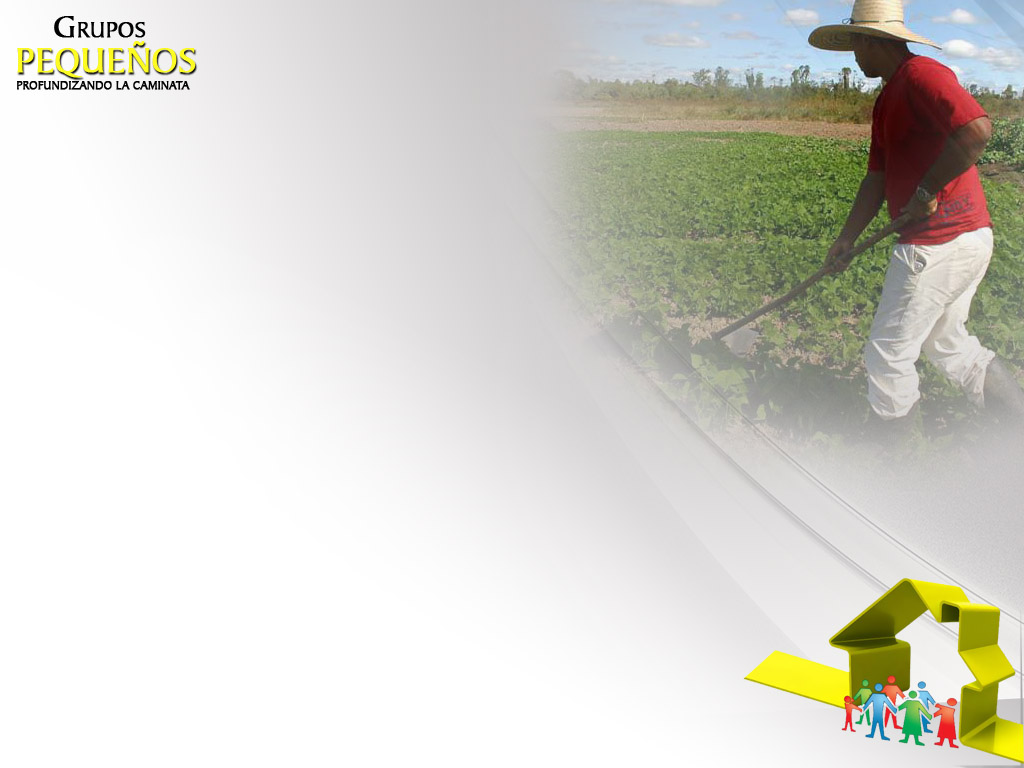 GRUPOS
PEQUEÑOS
PROFUNDIZANDO LA CAMINATA